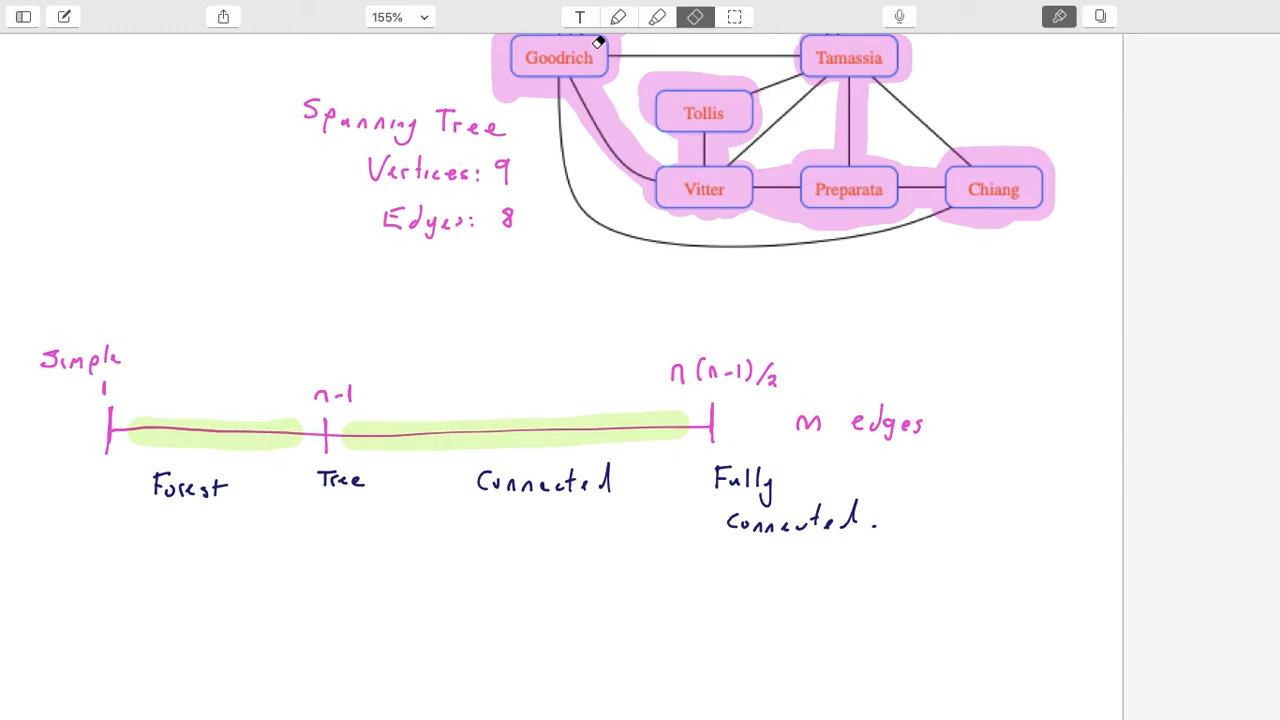 155%
T
Goodrich
Tamassia
Tollis
Vitter
Preparata
Chiang
Spanning Tree
Vertices: 9
Edges: 8
Simple
n-1
n(n-1)/2
m edges
Forest
Tree
Connected
Fully
connected.